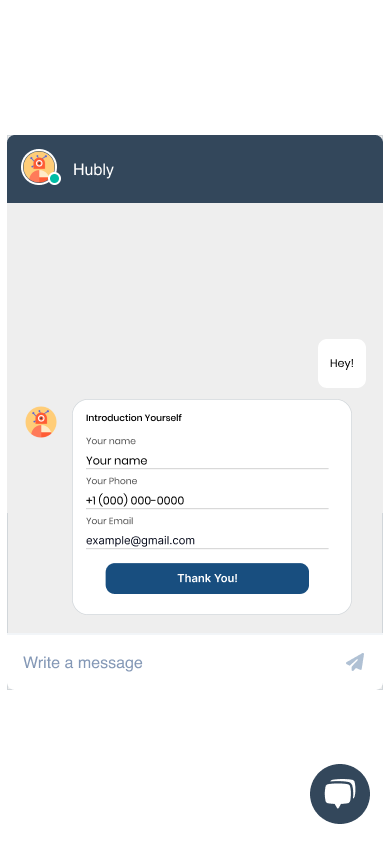 Hubly
Hey!
Introduction Yourself
Your name
Your name
Your Phone
+1 (000) 000-0000
Your Email
example@gmail.com
Thank You!
Write a message